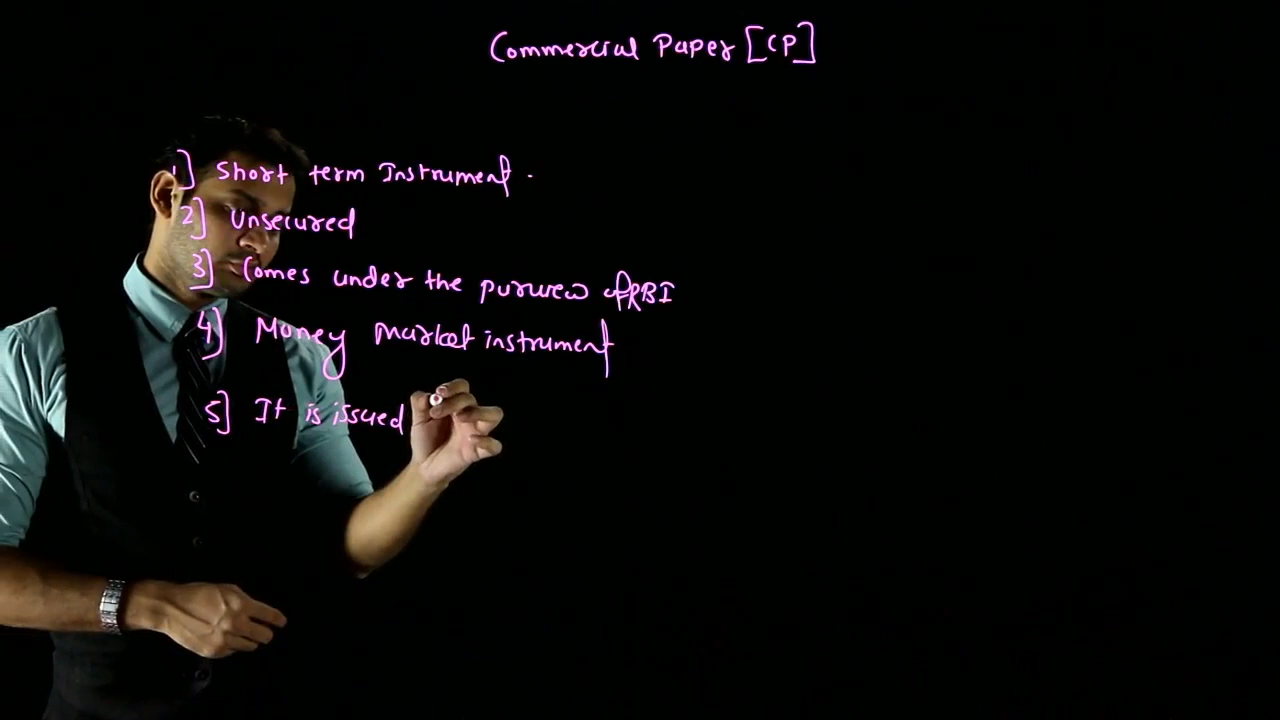 Commercial Paper [CP]
1] Short term Instrument.
2] Unsecured
3] Comes under the purview of RBI
4] Money market instrument
5] It is issued